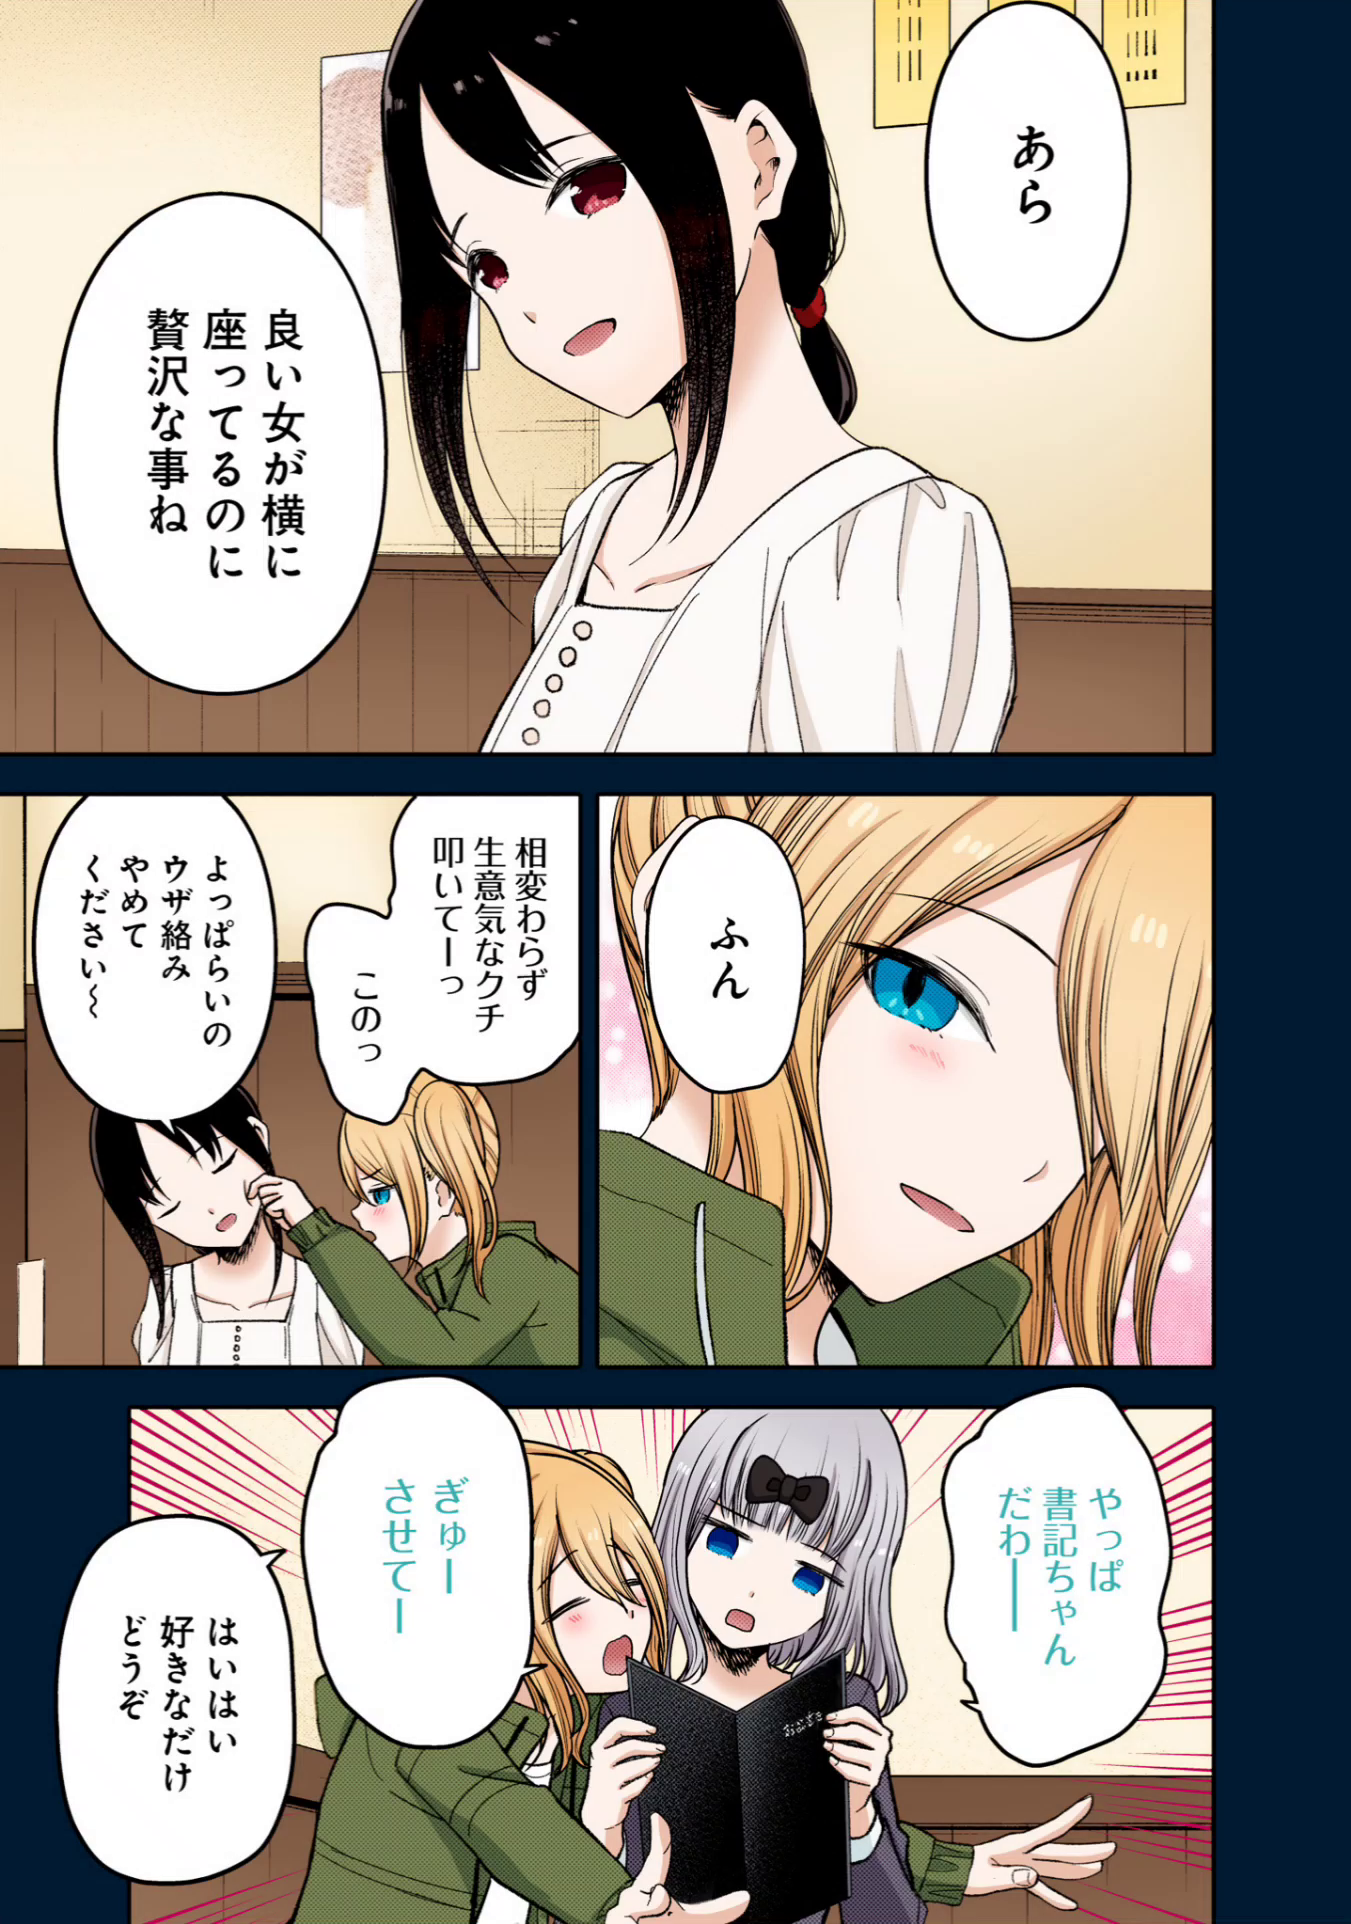 あら
良い女が横に
座ってるのに
贅沢な事ね
ふん
相変わらず
生意気なクチ
叩いてーっ
このっ
よっぱらいの
ウザ絡み
やめて
ください〜
やっぱ
書記ちゃん
だわー
ぎゅー
させてー
はいはい
好きなだけ
どうぞ